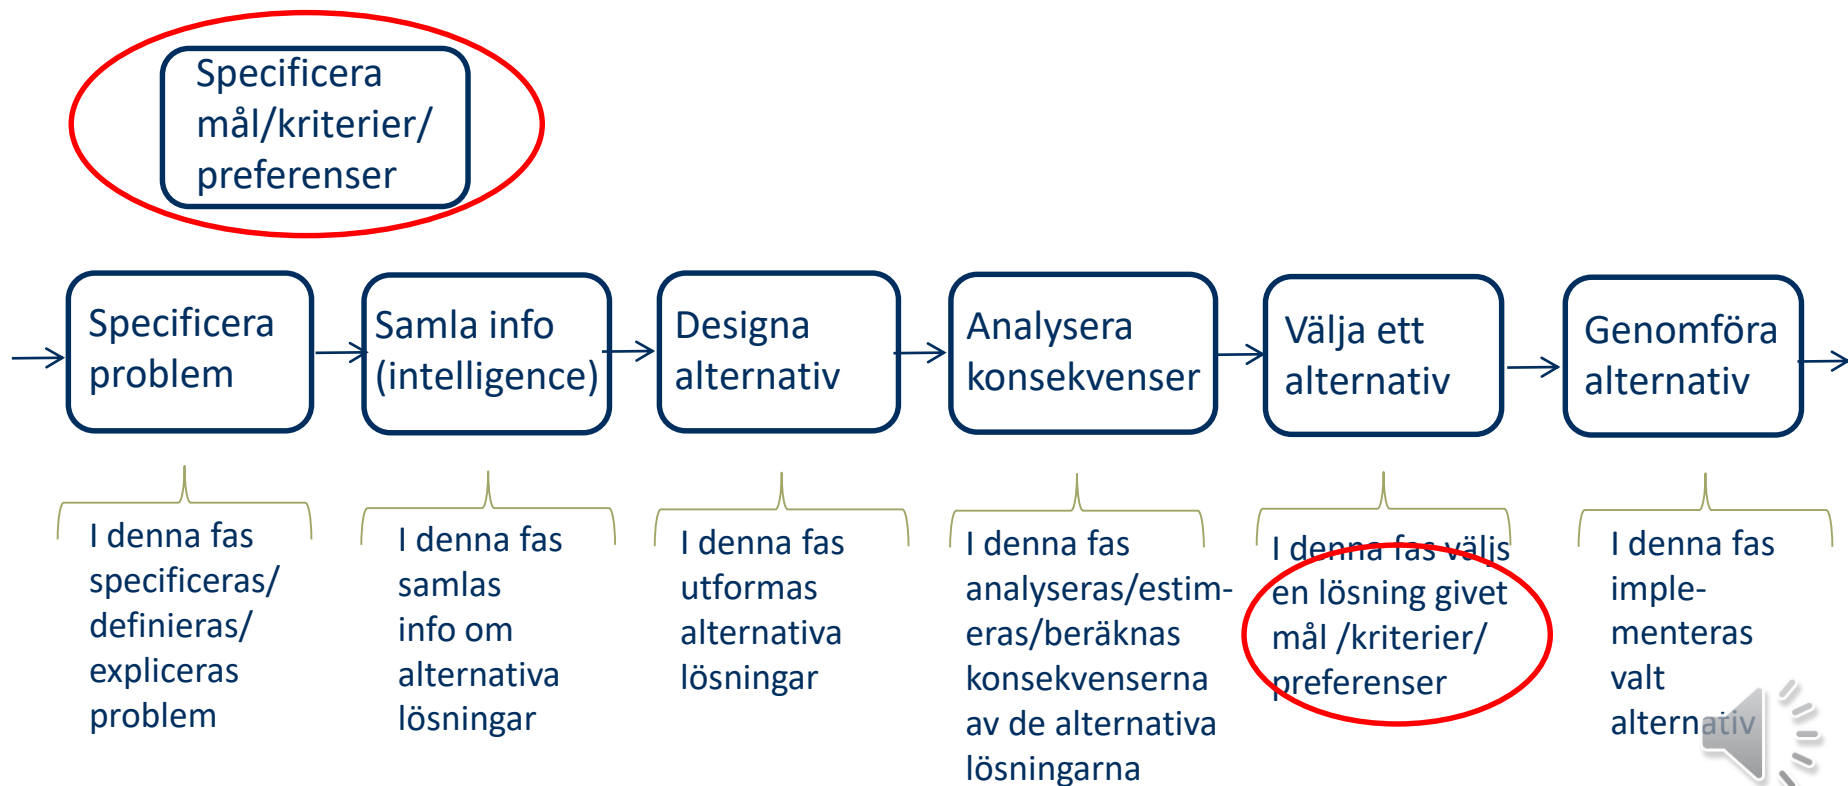 Specificera
mål/kriterier/
preferenser
Specificera
problem
Samla info
(intelligence)
Designa
alternativ
Analysera
konsekvenser
Välja ett
alternativ
Genomföra
alternativ
I denna fas
specificeras/
definieras/
expliceras
problem
I denna fas
samlas
info om
alternativa
lösningar
I denna fas
utformas
alternativa
lösningar
I denna fas
analyseras/estim-
eras/beräknas
konsekvenserna
av de alternativa
lösningarna
I denna fas väljs
en lösning givet
mål /kriterier/
preferenser
I denna fas
imple-
menteras
valt
alternativ